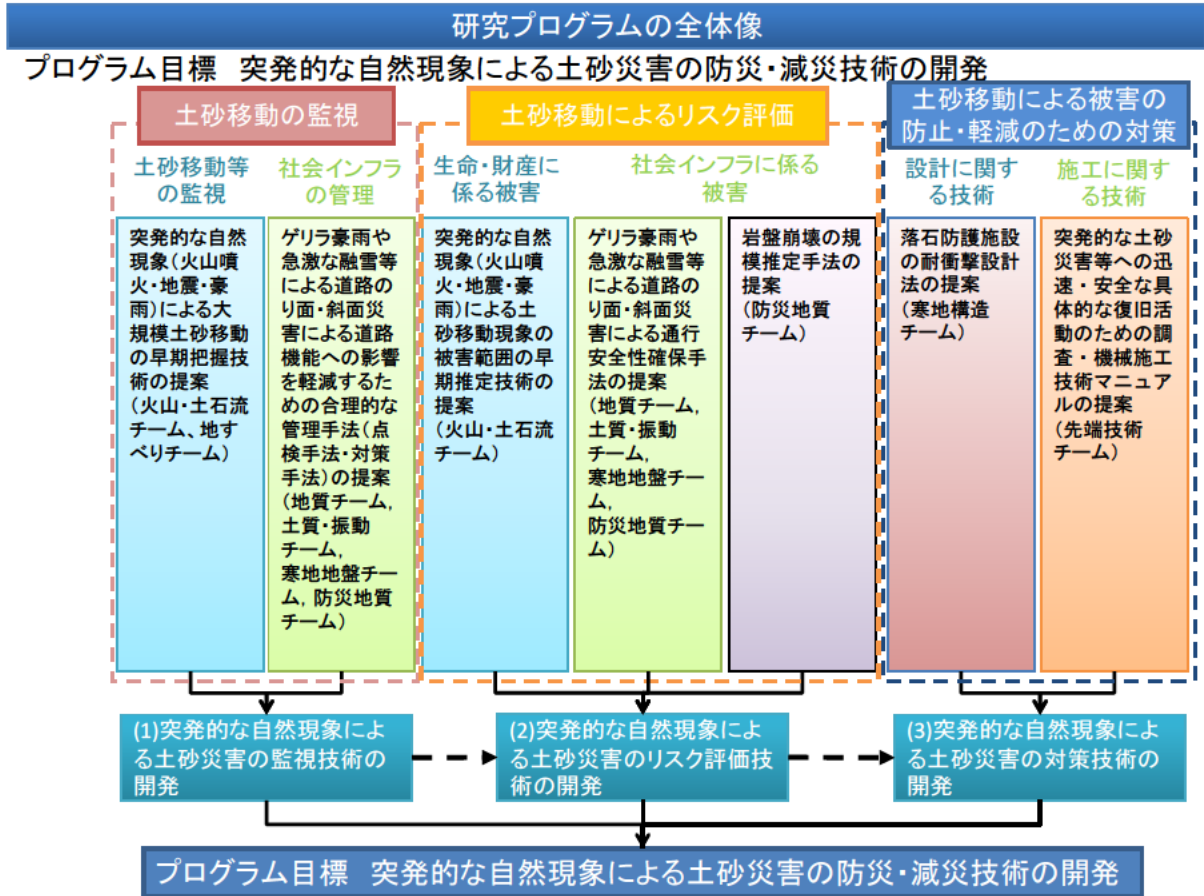 研究プログラムの全体像
プログラム目標 突発的な自然現象による土砂災害の防災・減災技術の開発
土砂移動の監視
土砂移動等
の監視
社会インフラ
の管理
突発的な自然
現象(火山噴
火・地震・豪
雨)による大
規模土砂移動
の早期把握技
術の提案
(火山・土石流
チーム、地す
べりチーム)
ゲリラ豪雨や
急激な融雪等
による道路の
り面・斜面災
害による道路
機能への影響
を軽減するた
めの合理的な
管理手法(点
検手法・対策
手法)の提案
(地質チーム,
土質・振動
チーム,
寒地地盤チー
ム, 防災地質
チーム)
土砂移動によるリスク評価
生命・財産に
係る被害
社会インフラに係る
被害
突発的な自然
現象(火山噴
火・地震・豪
雨)による土
砂移動現象の
被害範囲の早
期推定技術の
提案
(火山・土石流
チーム)
ゲリラ豪雨や
急激な融雪等
による道路の
り面・斜面災
害による通行
安全性確保手
法の提案
(地質チーム,
土質・振動
チーム,
寒地地盤チー
ム,
防災地質チー
ム)
岩盤崩壊の規
模推定手法の
提案
(防災地質
チーム)
土砂移動による被害の
防止・軽減のための対策
設計に関す
る技術
施工に関す
る技術
落石防護施設
の耐衝撃設計
法の提案
(寒地構造
チーム)
突発的な土砂
災害等への迅
速・安全な具
体的な復旧活
動のための調
査・機械施工
技術マニュア
ルの提案
(先端技術
チーム)
(1)突発的な自然現象によ
る土砂災害の監視技術の
開発
(2)突発的な自然現象によ
る土砂災害のリスク評価技
術の開発
(3)突発的な自然現象によ
る土砂災害の対策技術の
開発
プログラム目標 突発的な自然現象による土砂災害の防災・減災技術の開発